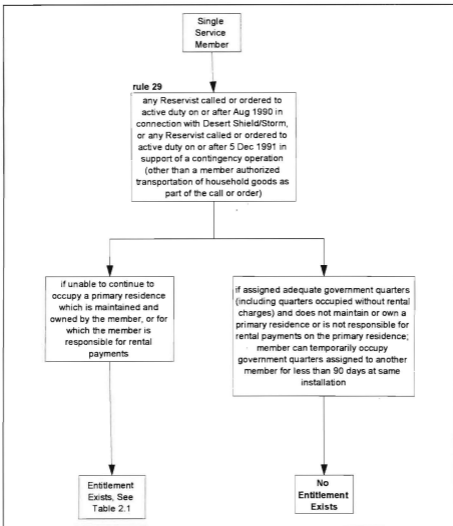 Single
Service
Member
rule 29
any Reservist called or ordered to
active duty on or after Aug 1990 in
connection with Desert Shield/Storm,
or any Reservist called or ordered to
active duty on or after 5 Dec 1991 in
support of a contingency operation
(other than a member authorized
transportation of household goods as
part of the call or order)
if unable to continue to
occupy a primary residence
which is maintained and
owned by the member, or for
which the member is
responsible for rental
payments
if assigned adequate government quarters
(including quarters occupied without rental
charges) and does not maintain or own a
primary residence or is not responsible for
rental payments on the primary residence;
member can temporarily occupy
government quarters assigned to another
member for less than 90 days at same
installation
Entitlement
Exists, See
Table 2.1
No
Entitlement
Exists